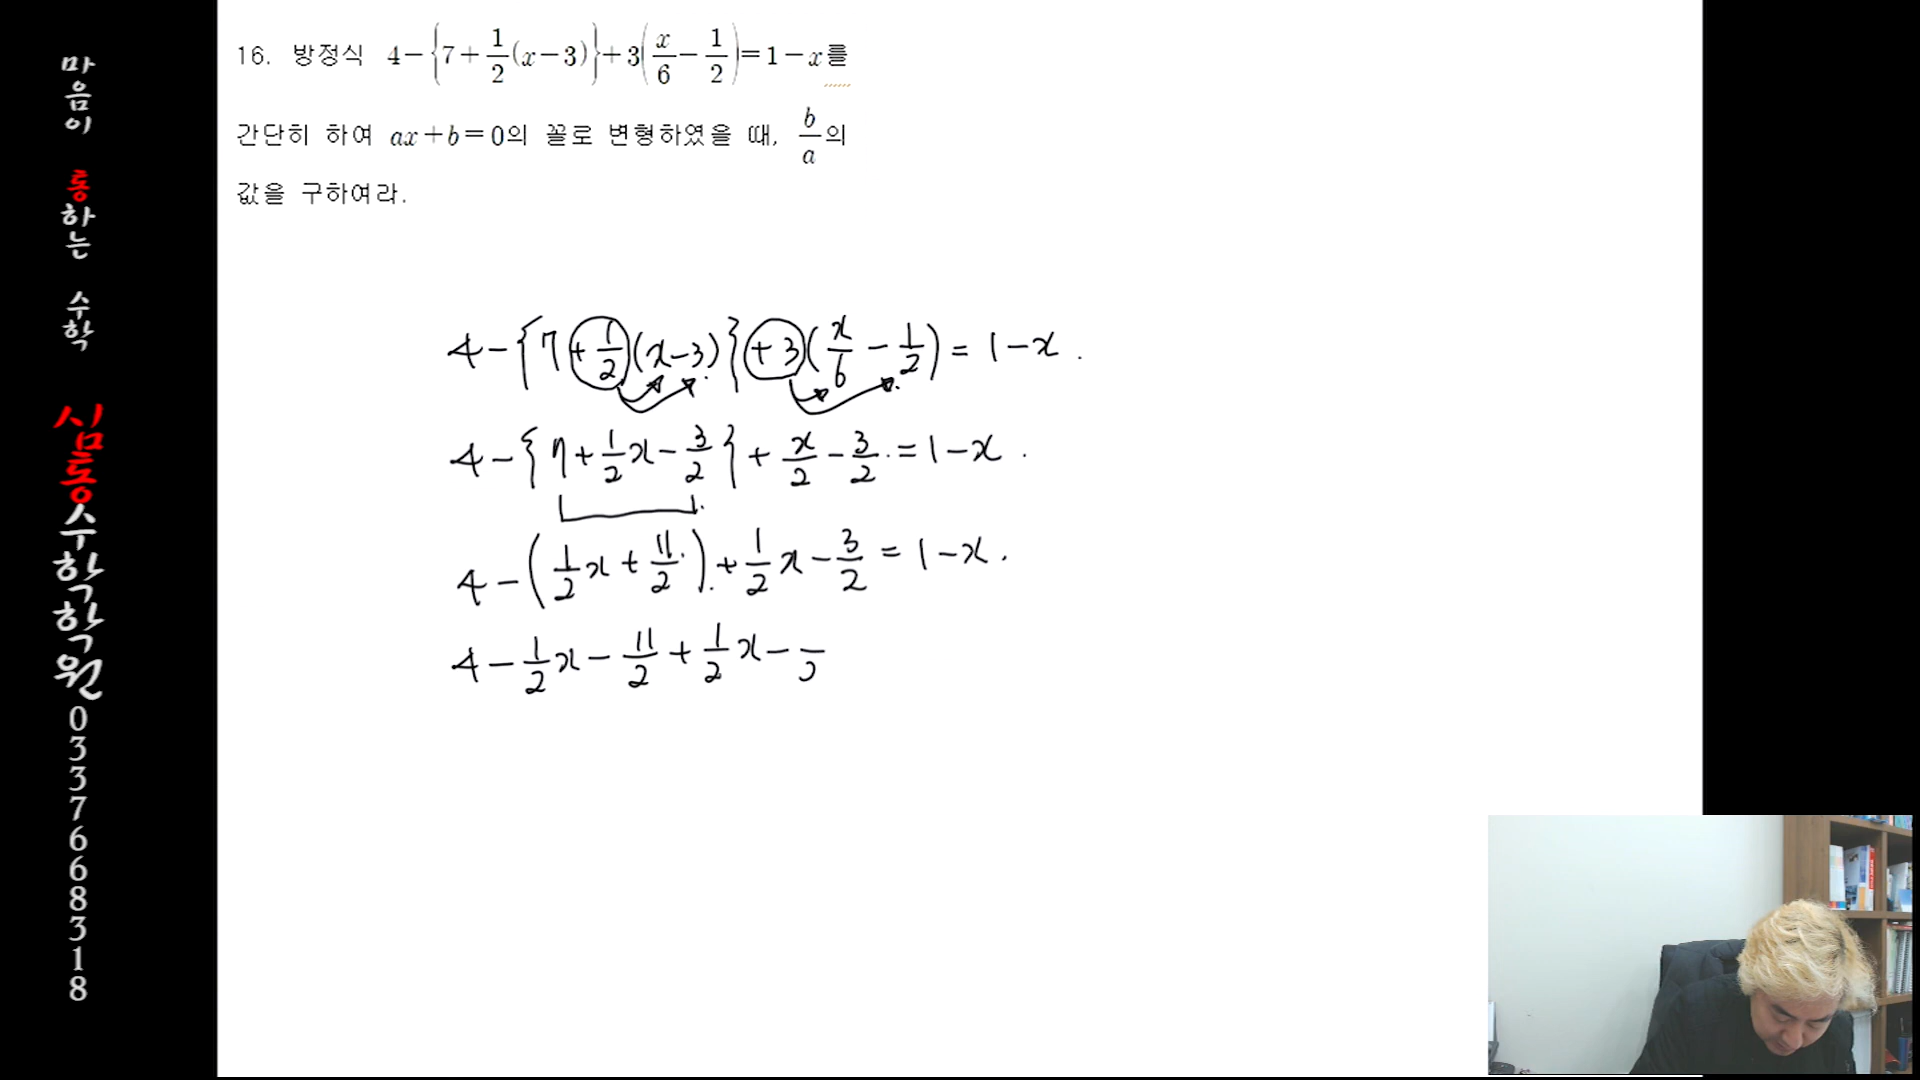 마음이 통하는 수학
심통수학학원
0337668318
16. 방정식 4-{7+1/2(x-3)}+3(x/6-1/2)=1-x를
간단히 하여 ax+b=0의 꼴로 변형하였을 때, b/a의
값을 구하여라.
4-{7+1/2(x-3)}+3(x/6-1/2)=1-x.
4-{7+1/2x-3/2}+x/2-3/2=1-x.
4-(1/2x+11/2)+1/2x-3/2=1-x.
4-1/2x-11/2+1/2x-